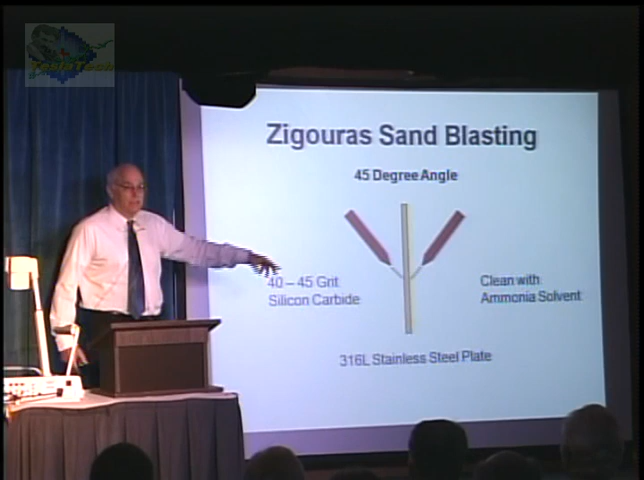 TeslaTech
Zigouras Sand Blasting
45 Degree Angle
40 – 45 Grit
Silicon Carbide
Clean with
Ammonia Solvent
316L Stainless Steel Plate